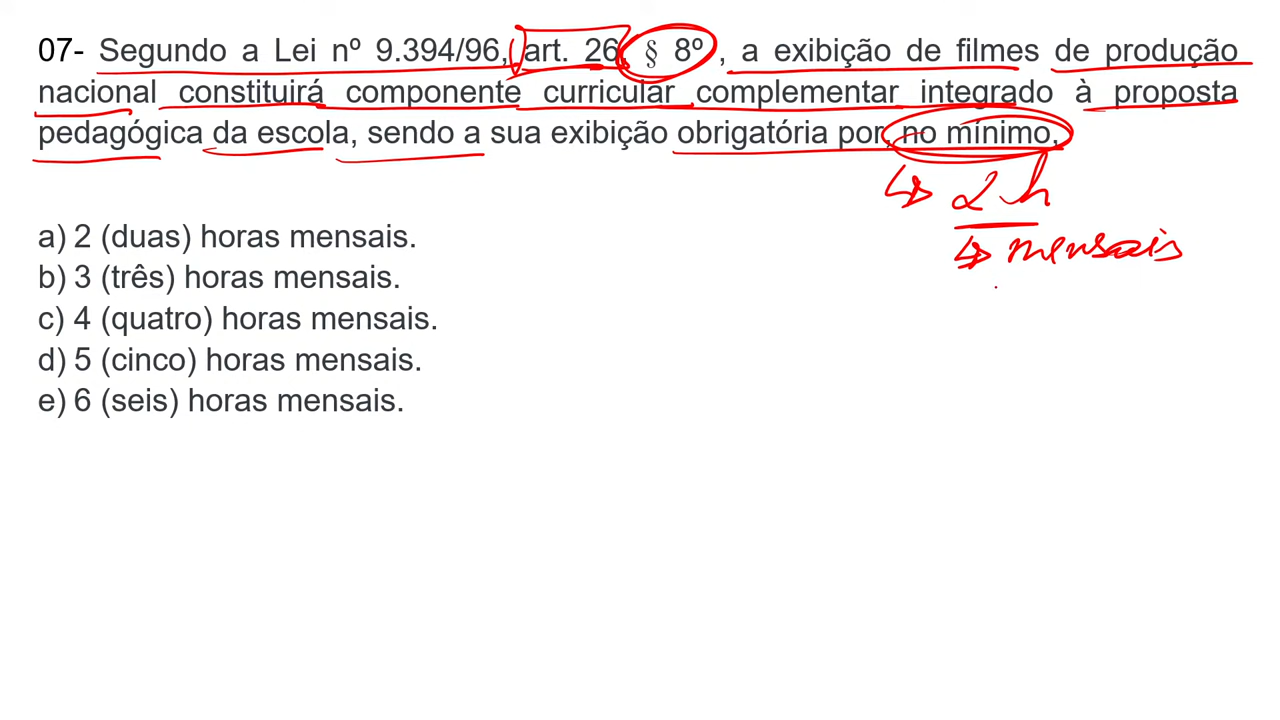 07- Segundo a Lei nº 9.394/96, art. 26, § 8º , a exibição de filmes de produção
nacional constituirá componente curricular complementar integrado à proposta
pedagógica da escola, sendo a sua exibição obrigatória por, no mínimo,
2 h
mensais
a) 2 (duas) horas mensais.
b) 3 (três) horas mensais.
c) 4 (quatro) horas mensais.
d) 5 (cinco) horas mensais.
e) 6 (seis) horas mensais.